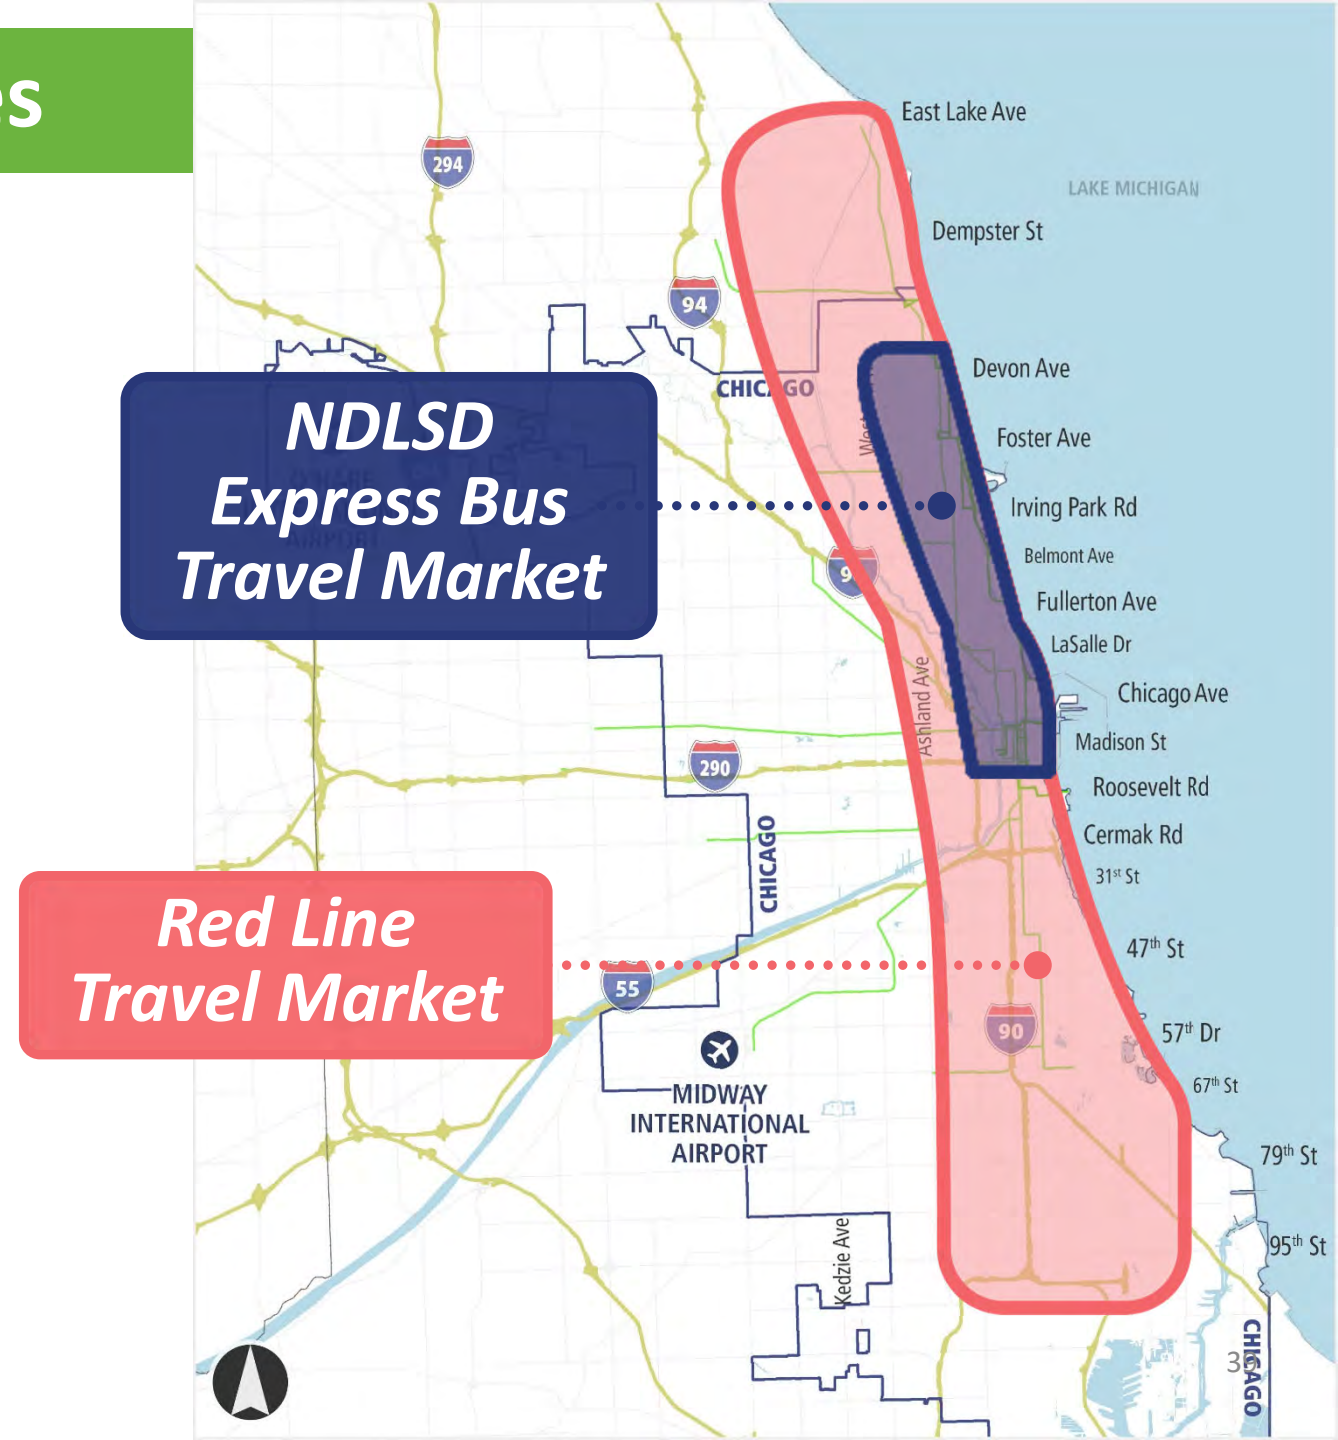 es
East Lake Ave
294
LAKE MICHIGAN
Dempster St
94
Devon Ave
CHICAGO
NDLSD
Express Bus
Travel Market
Foster Ave
Irving Park Rd
Belmont Ave
Fullerton Ave
LaSalle Dr
Ashland Ave
Chicago Ave
Madison St
290
Roosevelt Rd
Cermak Rd
CHICAGO
31st St
Red Line
Travel Market
47th St
55
90
57th Dr
MIDWAY
INTERNATIONAL
AIRPORT
67th St
79th St
Kedzie Ave
95th St
CHICAGO